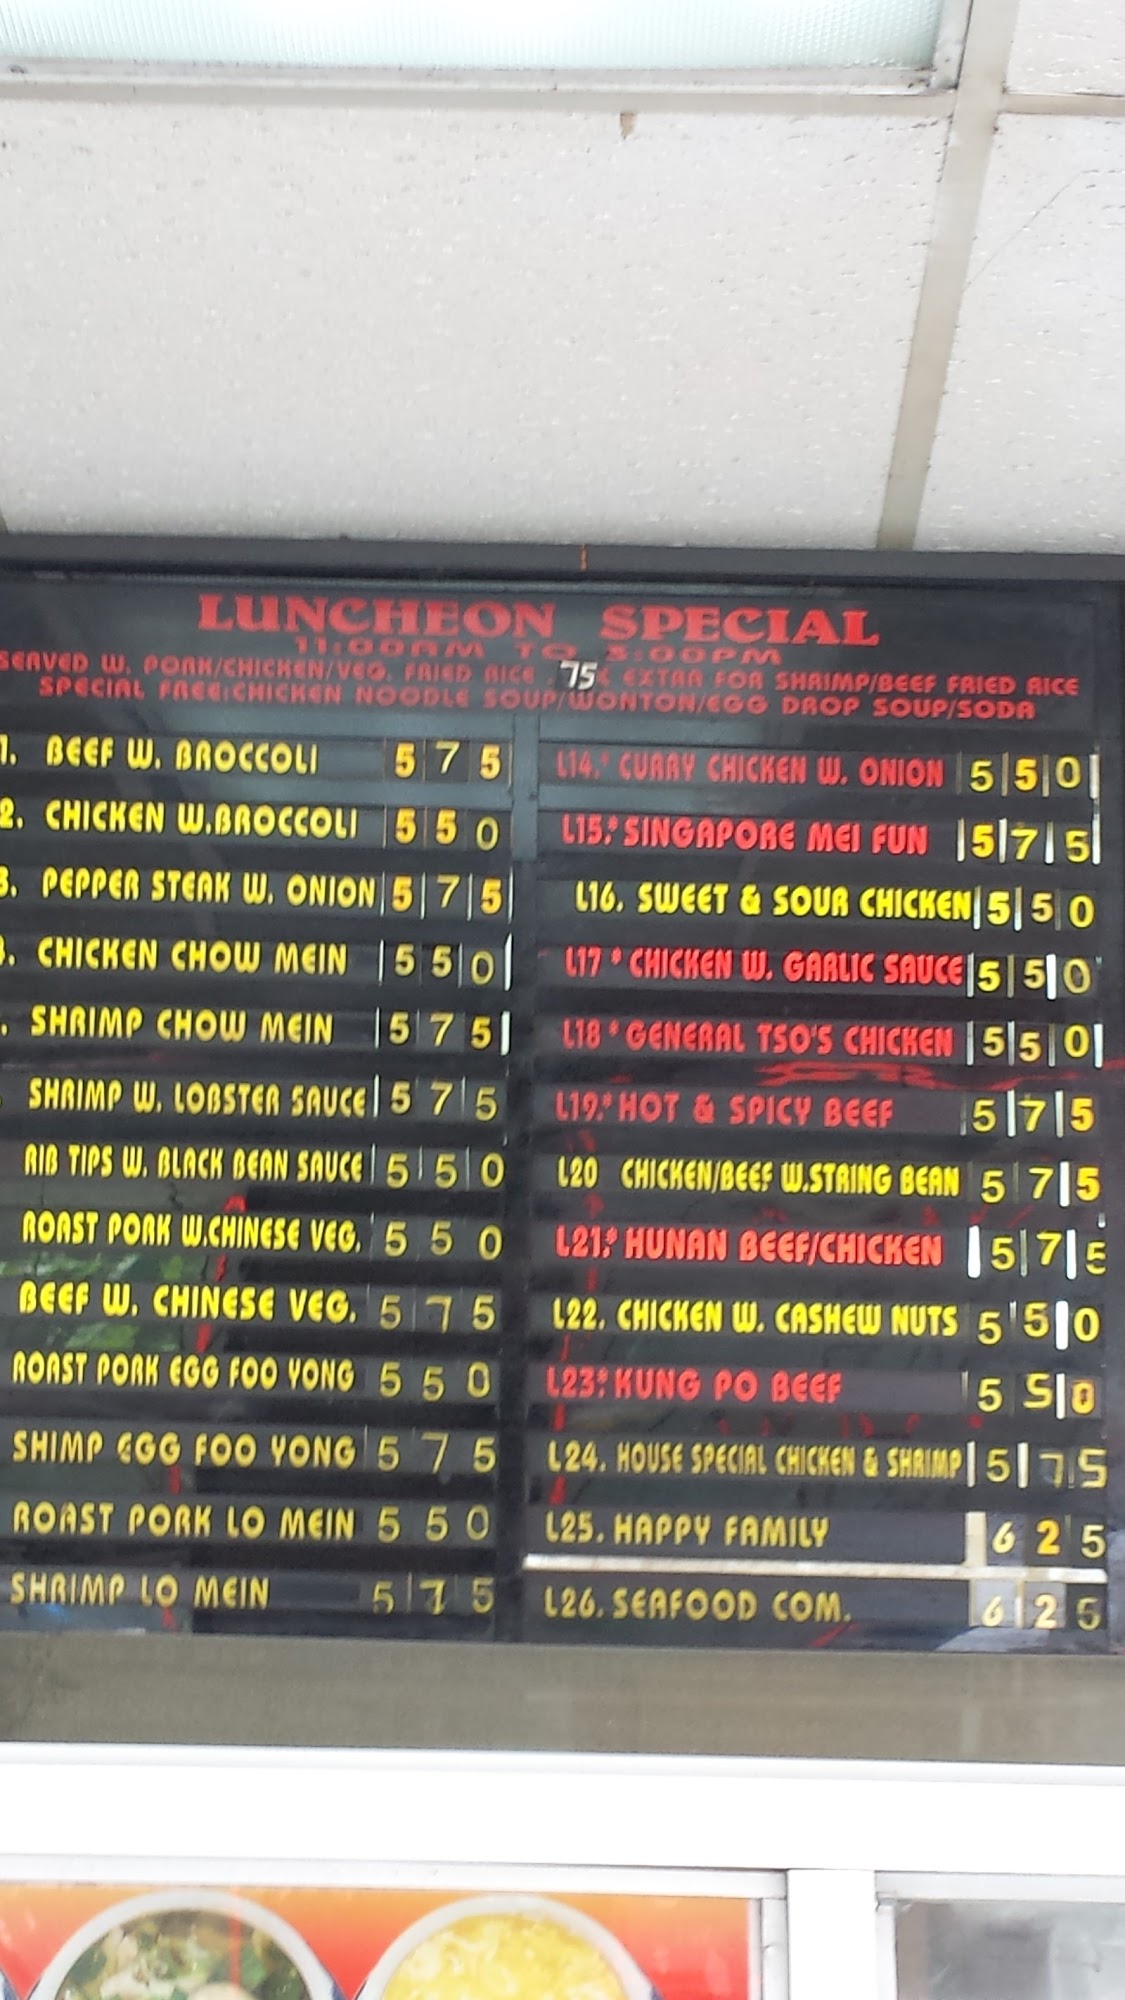 LUNCHEON SPECIAL
11:00AM TO 3:00PM
SERVED W. PORK/CHICKEN/VEG. FRIED RICE 75¢ EXTRA FOR SHRIMP/BEEF FRIED RICE
SPECIAL FREE:CHICKEN NOODLE SOUP/WONTON/EGG DROP SOUP/SODA
1. BEEF W. BROCCOLI 5 7 5
2. CHICKEN W.BROCCOLI 5 5 0
3. PEPPER STEAK W. ONION 5 7 5
CHICKEN CHOW MEIN 5 5 0
SHRIMP CHOW MEIN 5 7 5
SHRIMP W. LOBSTER SAUCE 5 7 5
RIB TIPS W. BLACK BEAN SAUCE 5 5 0
ROAST PORK W.CHINESE VEG. 5 5 0
BEEF W. CHINESE VEG. 5 7 5
ROAST PORK EGG FOO YONG 5 5 0
SHIMP EGG FOO YONG 5 7 5
ROAST PORK LO MEIN 5 5 0
SHRIMP LO MEIN 5 7 5
L14.* CURRY CHICKEN W. ONION 5 5 0
L15.* SINGAPORE MEI FUN 5 7 5
L16. SWEET & SOUR CHICKEN 5 5 0
L17 * CHICKEN W. GARLIC SAUCE 5 5 0
L18 * GENERAL TSO'S CHICKEN 5 5 0
L19.* HOT & SPICY BEEF 5 7 5
L20 CHICKEN/BEEF W.STRING BEAN 5 7 5
L21.* HUNAN BEEF/CHICKEN 5 7 5
L22. CHICKEN W. CASHEW NUTS 5 5 0
L23.* KUNG PO BEEF 5 5 0
L24. HOUSE SPECIAL CHICKEN & SHRIMP 5 7 5
L25. HAPPY FAMILY 6 2 5
L26. SEAFOOD COM. 6 2 5